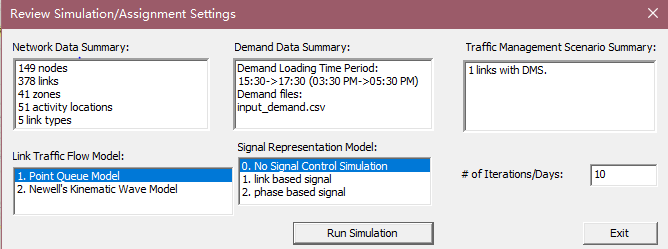 Review Simulation/Assignment Settings
Network Data Summary:
149 nodes
378 links
41 zones
51 activity locations
5 link types
Demand Data Summary:
Demand Loading Time Period:
15:30->17:30 (03:30 PM->05:30 PM)
Demand files:
input_demand.csv
Traffic Management Scenario Summary:
1 links with DMS.
Link Traffic Flow Model:
1. Point Queue Model
2. Newell's Kinematic Wave Model
Signal Representation Model:
0. No Signal Control Simulation
1. link based signal
2. phase based signal
# of Iterations/Days:
10
Run Simulation
Exit